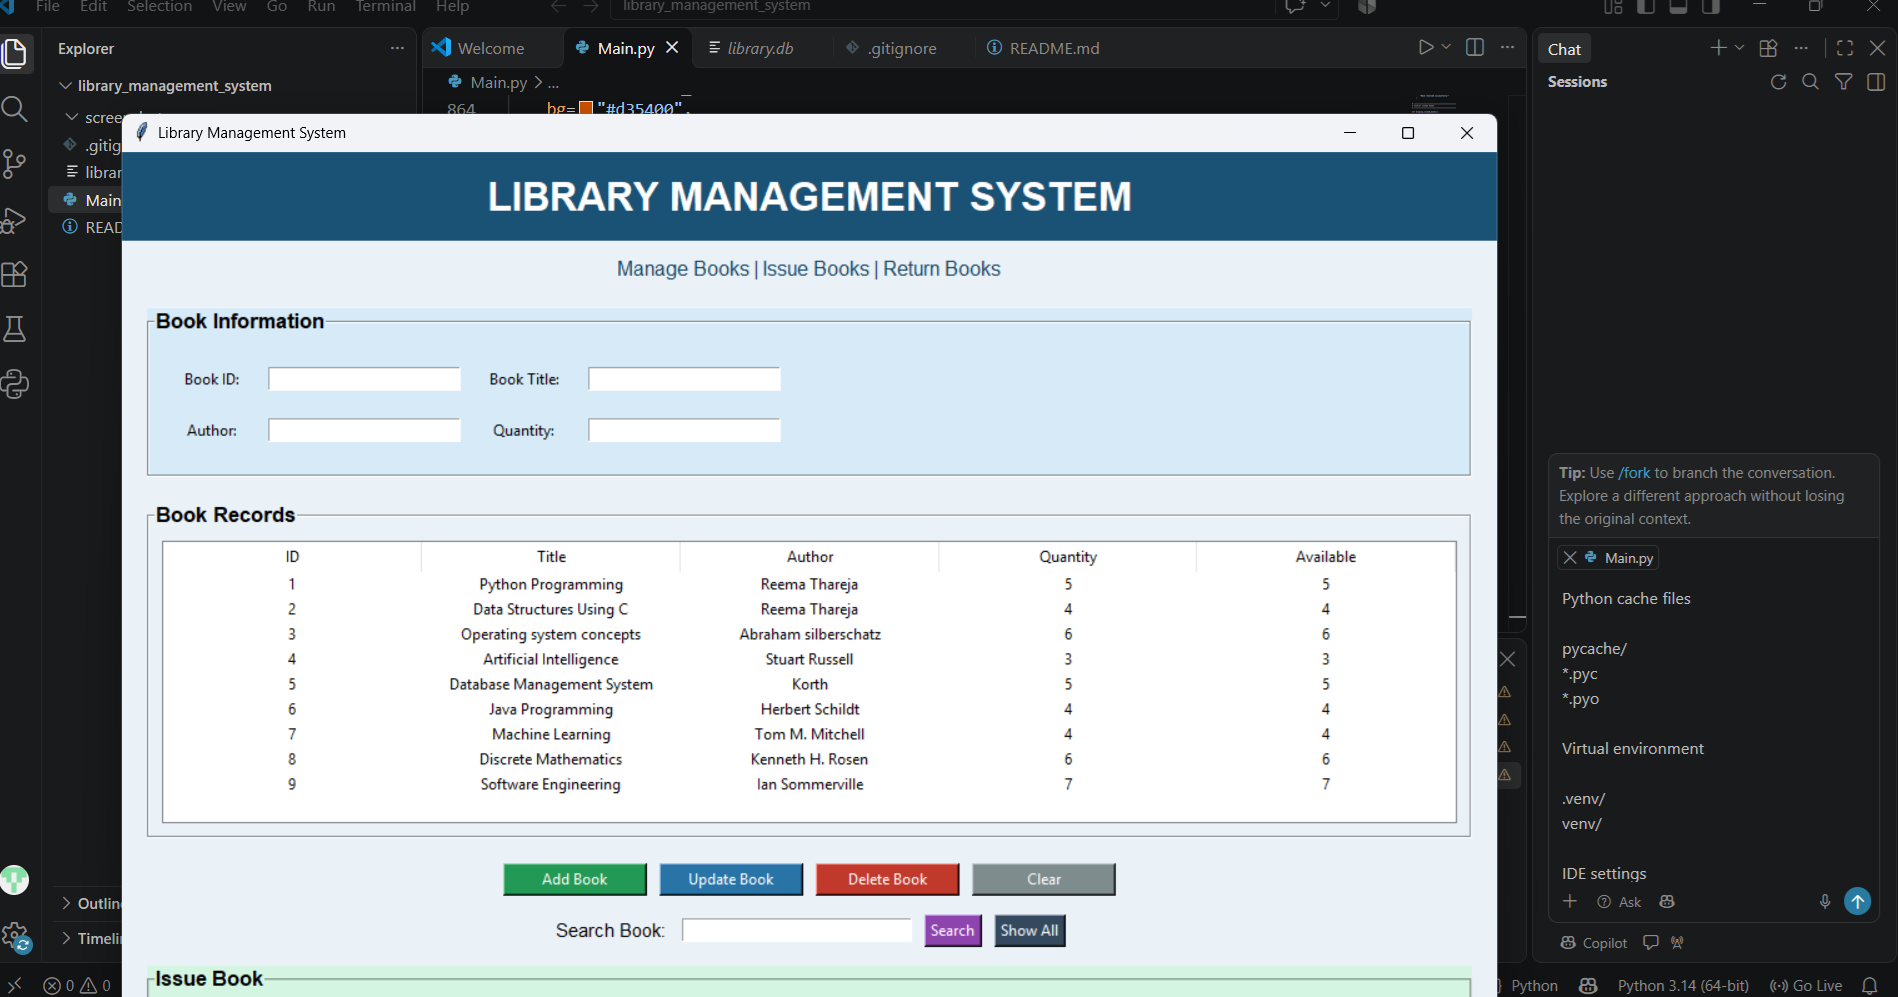 File Edit Selection View Go Run Terminal Help
library_management_system
Explorer
library_management_system
.gitig
librar
Main
READ
Outlin
Timeli
Welcome
Main.py
library.db
.gitignore
README.md
Main.py > ...
864 bg= "#d35400",
Library Management System
LIBRARY MANAGEMENT SYSTEM
Manage Books | Issue Books | Return Books
Book Information
Book ID: Book Title:
Author: Quantity:
Book Records
ID Title Author Quantity Available
1 Python Programming Reema Thareja 5 5
2 Data Structures Using C Reema Thareja 4 4
3 Operating system concepts Abraham silberschatz 6 6
4 Artificial Intelligence Stuart Russell 3 3
5 Database Management System Korth 5 5
6 Java Programming Herbert Schildt 4 4
7 Machine Learning Tom M. Mitchell 4 4
8 Discrete Mathematics Kenneth H. Rosen 6 6
9 Software Engineering Ian Sommerville 7 7
Add Book Update Book Delete Book Clear
Search Book: Search Show All
Issue Book
Chat
Sessions
Tip: Use /fork to branch the conversation.
Explore a different approach without losing
the original context.
Main.py
Python cache files
pycache/
*.pyc
*.pyo
Virtual environment
.venv/
venv/
IDE settings
Ask
Copilot
0 0
Python Python 3.14 (64-bit) Go Live